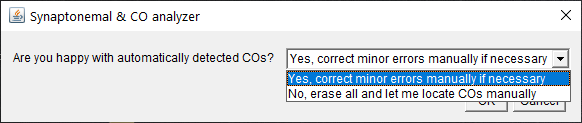 Synaptonemal & CO analyzer
Are you happy with automatically detected COs? Yes, correct minor errors manually if necessary
Yes, correct minor errors manually if necessary
No, erase all and let me locate COs manually
OK Cancel